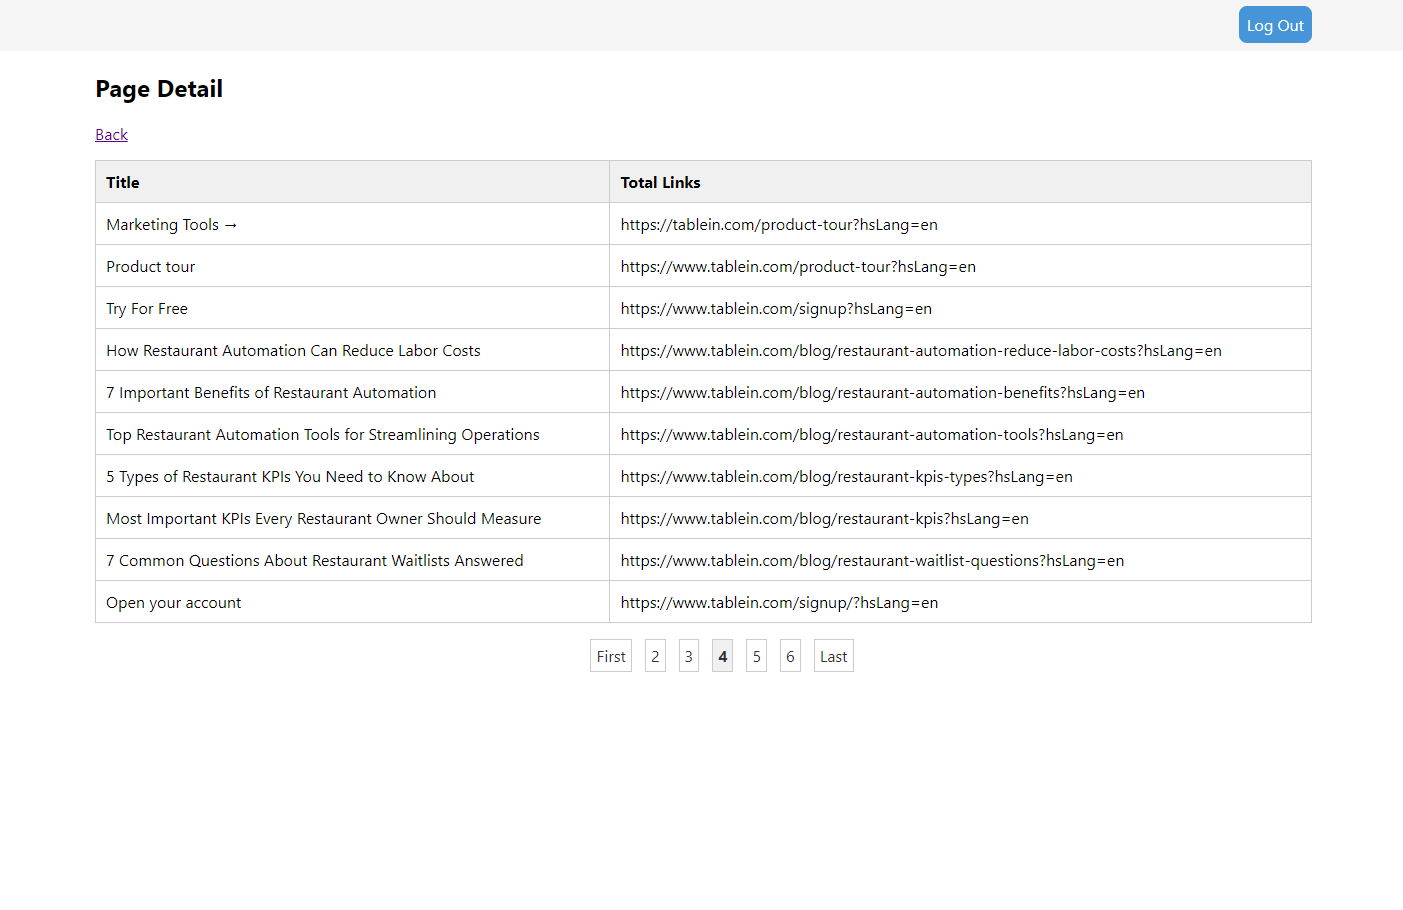 Log Out
Page Detail
Back
Title Total Links
Marketing Tools → https://tablein.com/product-tour?hsLang=en
Product tour https://www.tablein.com/product-tour?hsLang=en
Try For Free https://www.tablein.com/signup?hsLang=en
How Restaurant Automation Can Reduce Labor Costs https://www.tablein.com/blog/restaurant-automation-reduce-labor-costs?hsLang=en
7 Important Benefits of Restaurant Automation https://www.tablein.com/blog/restaurant-automation-benefits?hsLang=en
Top Restaurant Automation Tools for Streamlining Operations https://www.tablein.com/blog/restaurant-automation-tools?hsLang=en
5 Types of Restaurant KPIs You Need to Know About https://www.tablein.com/blog/restaurant-kpis-types?hsLang=en
Most Important KPIs Every Restaurant Owner Should Measure https://www.tablein.com/blog/restaurant-kpis?hsLang=en
7 Common Questions About Restaurant Waitlists Answered https://www.tablein.com/blog/restaurant-waitlist-questions?hsLang=en
Open your account https://www.tablein.com/signup/?hsLang=en
First 2 3 4 5 6 Last